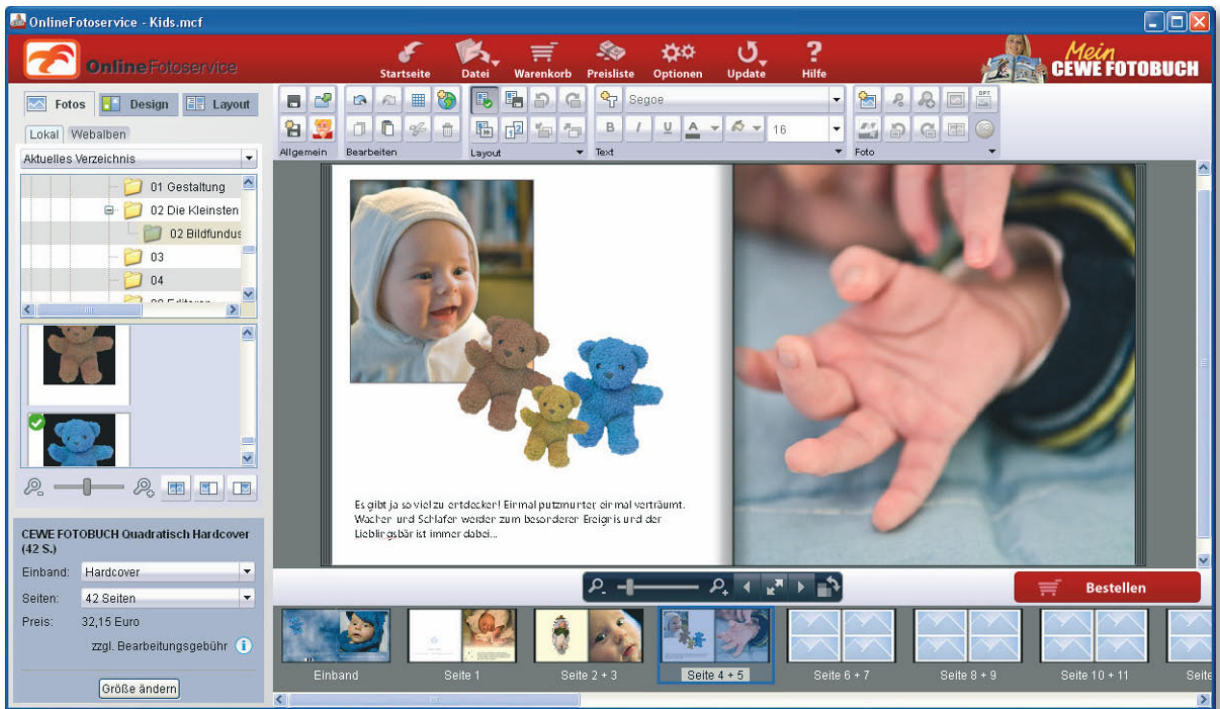 OnlineFotoservice - Kids.mcf
OnlineFotoservice
Startseite
Datei
Warenkorb
Preisliste
Optionen
Update
Hilfe
Mein
CEWE FOTOBUCH
Fotos
Design
Layout
Lokal
Webalben
Aktuelles Verzeichnis
01 Gestaltung
02 Die Kleinsten
02 Bildfundus
03
04
Allgemein
Bearbeiten
Layout
Text
Foto
Segoe
B I U A
16
Es gibt ja so viel zu entdecken! Einmal putzmunter einmal verträumt.
Wachen und Schlafen werden zum besonderen Ereignis und der
Lieblingsbär ist immer dabei...
CEWE FOTOBUCH Quadratisch Hardcover
(42 S.)
Einband: Hardcover
Seiten: 42 Seiten
Preis: 32,15 Euro
zzgl. Bearbeitungsgebühr
Größe ändern
Bestellen
Einband
Seite 1
Seite 2 + 3
Seite 4 + 5
Seite 6 + 7
Seite 8 + 9
Seite 10 + 11
Seite